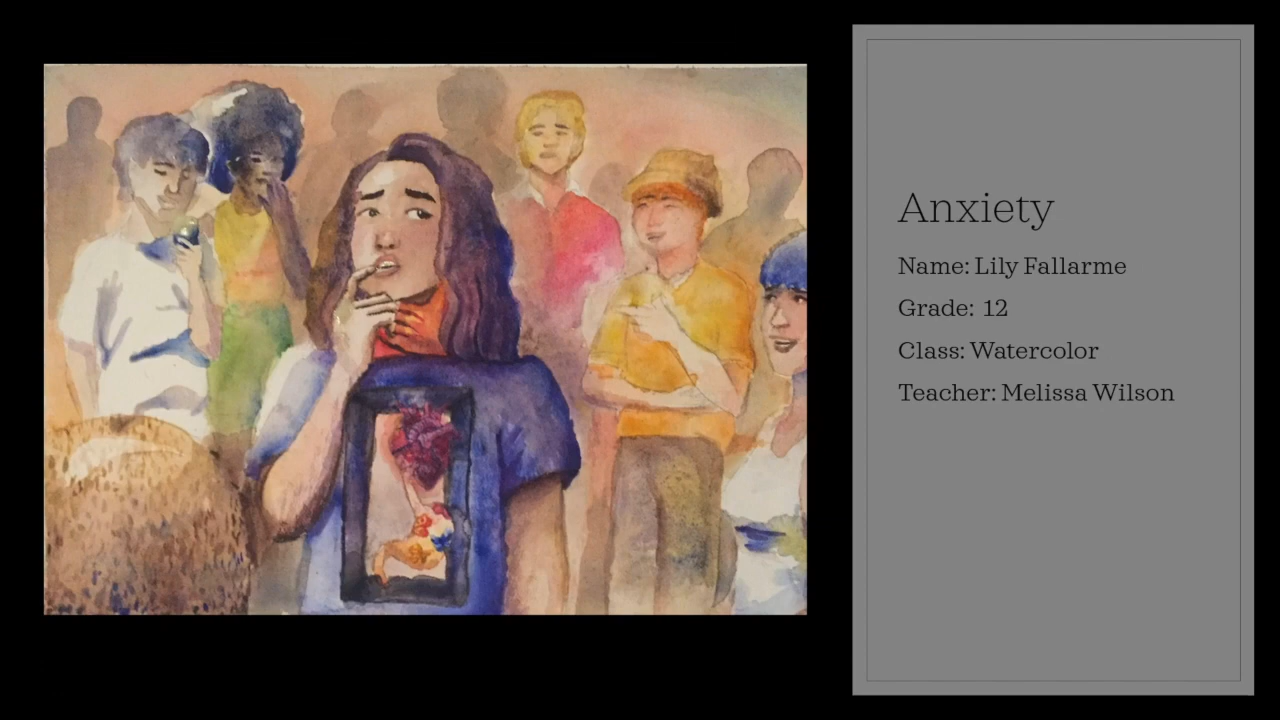 Anxiety
Name: Lily Fallarme
Grade: 12
Class: Watercolor
Teacher: Melissa Wilson